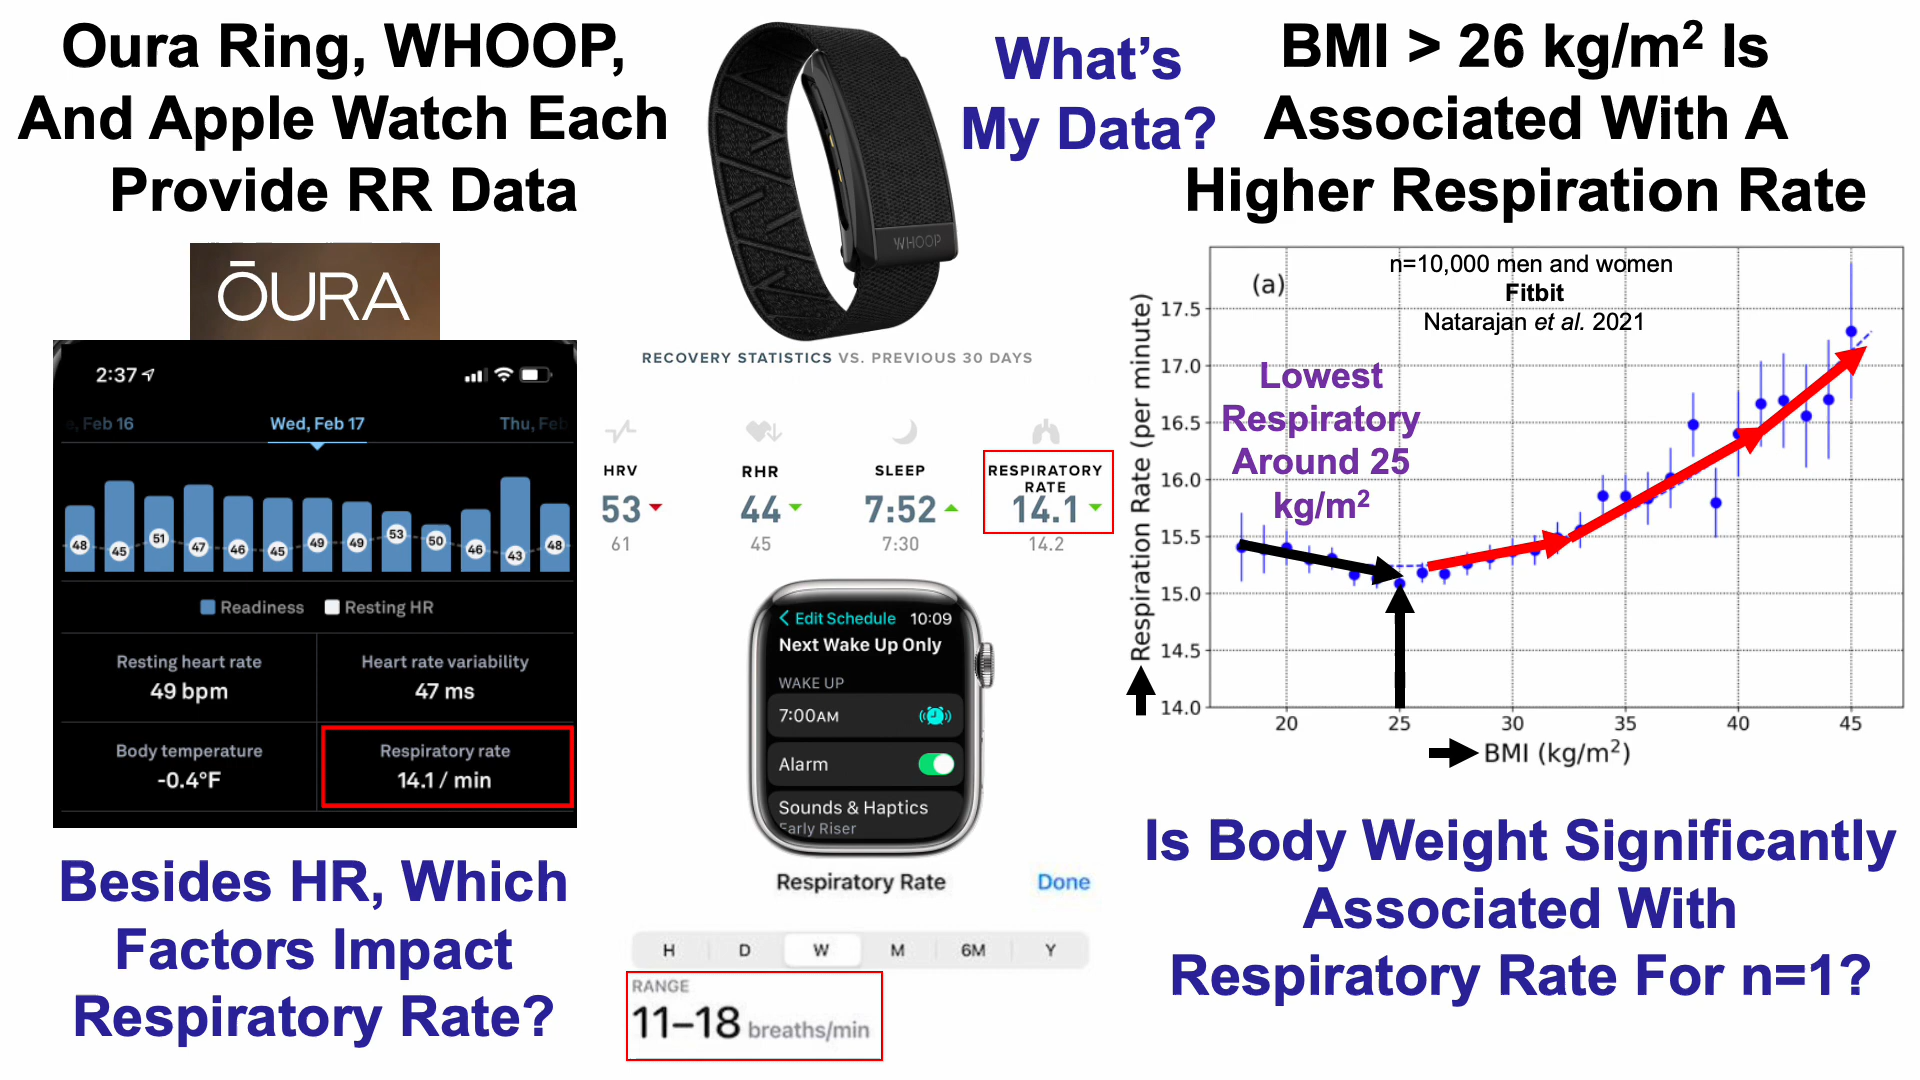 Oura Ring, WHOOP,
And Apple Watch Each
Provide RR Data
ŌURA
2:37
e, Feb 16
Wed, Feb 17
Thu, Feb
48
45
51
47
46
45
49
49
53
50
46
43
48
Readiness
Resting HR
Resting heart rate
49 bpm
Heart rate variability
47 ms
Body temperature
-0.4°F
Respiratory rate
14.1 / min
Besides HR, Which
Factors Impact
Respiratory Rate?
WHOOP
What's
My Data?
RECOVERY STATISTICS VS. PREVIOUS 30 DAYS
HRV
53
61
RHR
44
45
SLEEP
7:52
7:30
RESPIRATORY
RATE
14.1
14.2
Edit Schedule 10:09
Next Wake Up Only
WAKE UP
7:00AM
Alarm
Sounds & Haptics
Early Riser
Respiratory Rate
Done
H D W M 6M Y
RANGE
11–18 breaths/min
BMI > 26 kg/m² Is
Associated With A
Higher Respiration Rate
(a)
n=10,000 men and women
Fitbit
Natarajan et al. 2021
Lowest
Respiratory
Around 25
kg/m²
Respiration Rate (per minute)
17.5
17.0
16.5
16.0
15.5
15.0
14.5
14.0
20 25 30 35 40 45
BMI (kg/m²)
Is Body Weight Significantly
Associated With
Respiratory Rate For n=1?